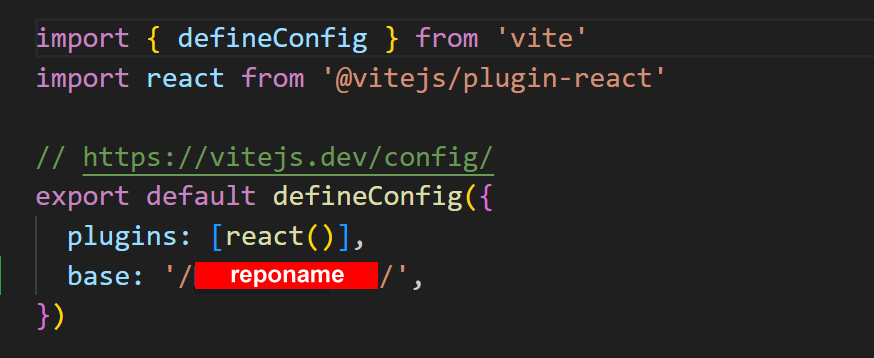 import { defineConfig } from 'vite'
import react from '@vitejs/plugin-react'
// https://vitejs.dev/config/
export default defineConfig({
  plugins: [react()],
  base: '/reponame/',
})